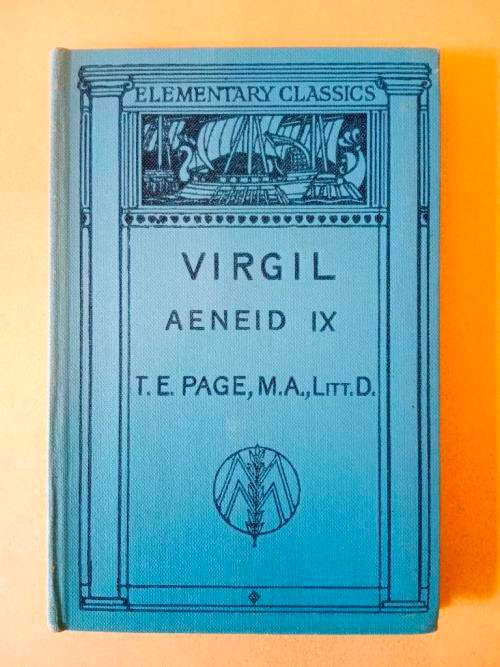 ELEMENTARY CLASSICS
VIRGIL
AENEID IX
T. E. PAGE, M.A., LITT.D.